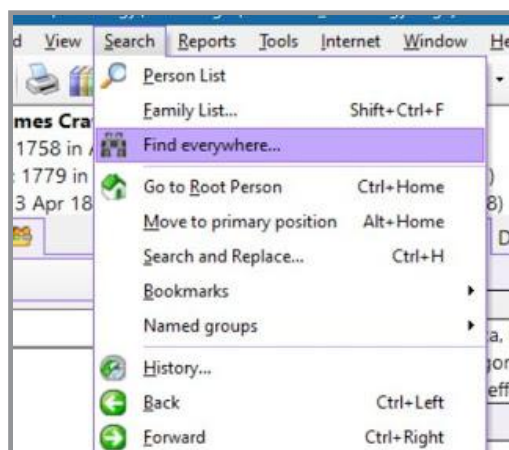 View Search Reports Tools Internet Window
Person List
mes Cra
Family List... Shift+Ctrl+F
1758 in
Find everywhere...
1779 in
Go to Root Person Ctrl+Home
3 Apr 18
Move to primary position Alt+Home
8)
Search and Replace... Ctrl+H
Bookmarks
Named groups
History...
Back Ctrl+Left
Forward Ctrl+Right